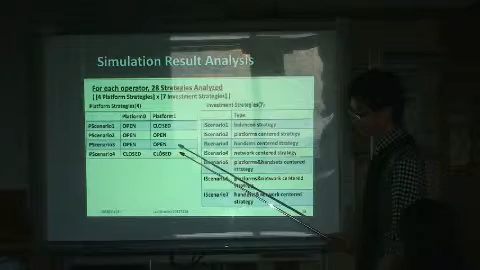 Simulation Result Analysis
For each operator, 28 Strategies Analyzed
[ [4 Platform Strategies] x [7 Investment Strategies] ]
Platform Strategies(4)
Investment Strategies(7)
Platform0 Platform1
PScenario1 OPEN CLOSED
PScenario2 OPEN OPEN
PScenario3 OPEN OPEN
PScenario4 CLOSED CLOSED
Type
IScenario1 balanced strategy
IScenario2 platforms centered strategy
IScenario3 handsets centered strategy
IScenario4 network centered strategy
IScenario5 platforms&handsets centered
strategy
IScenario6 platforms&network centered
strategy
IScenario7 handsets& network centered
strategy